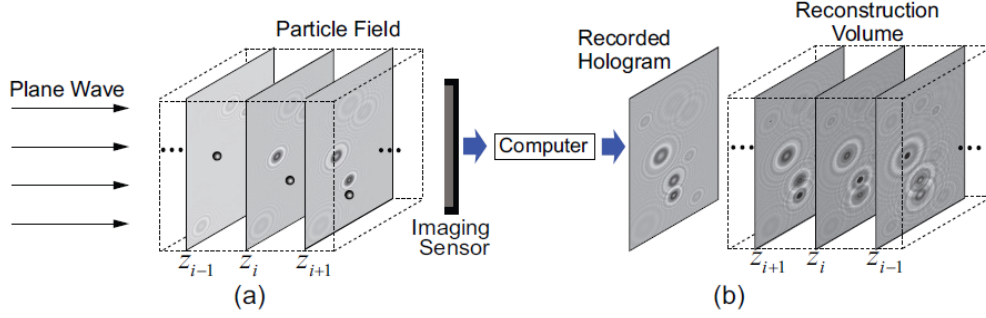 Particle Field
Plane Wave
Imaging
Sensor
Computer
Recorded
Hologram
Reconstruction
Volume
z_{i-1}
z_i
z_{i+1}
z_{i+1}
z_i
z_{i-1}
(a)
(b)